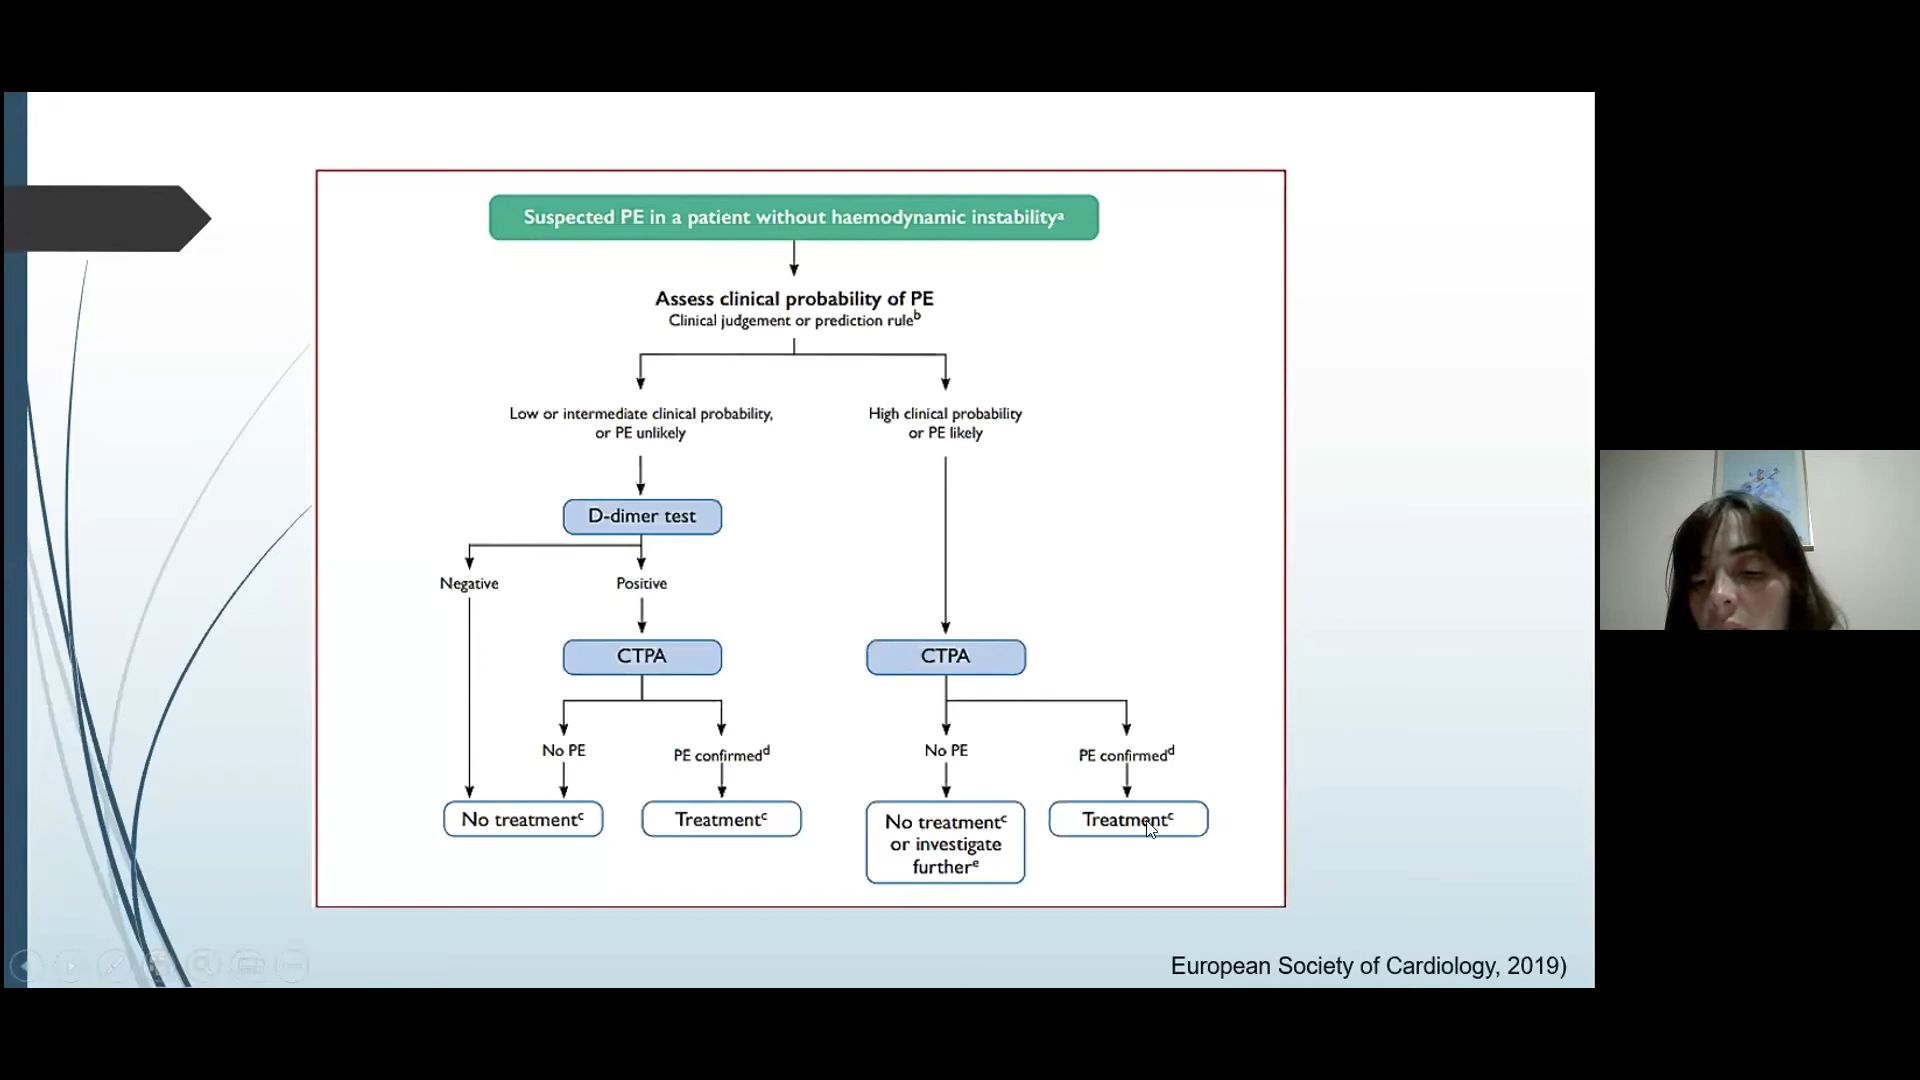 Suspected PE in a patient without haemodynamic instabilityᵃ
Assess clinical probability of PE
Clinical judgement or prediction ruleᵇ
Low or intermediate clinical probability,
or PE unlikely
High clinical probability
or PE likely
D-dimer test
Negative
Positive
CTPA
CTPA
No PE
PE confirmedᵈ
No PE
PE confirmedᵈ
No treatmentᶜ
Treatmentᶜ
No treatmentᶜ
or investigate
furtherᵉ
Treatmentᶜ
European Society of Cardiology, 2019)